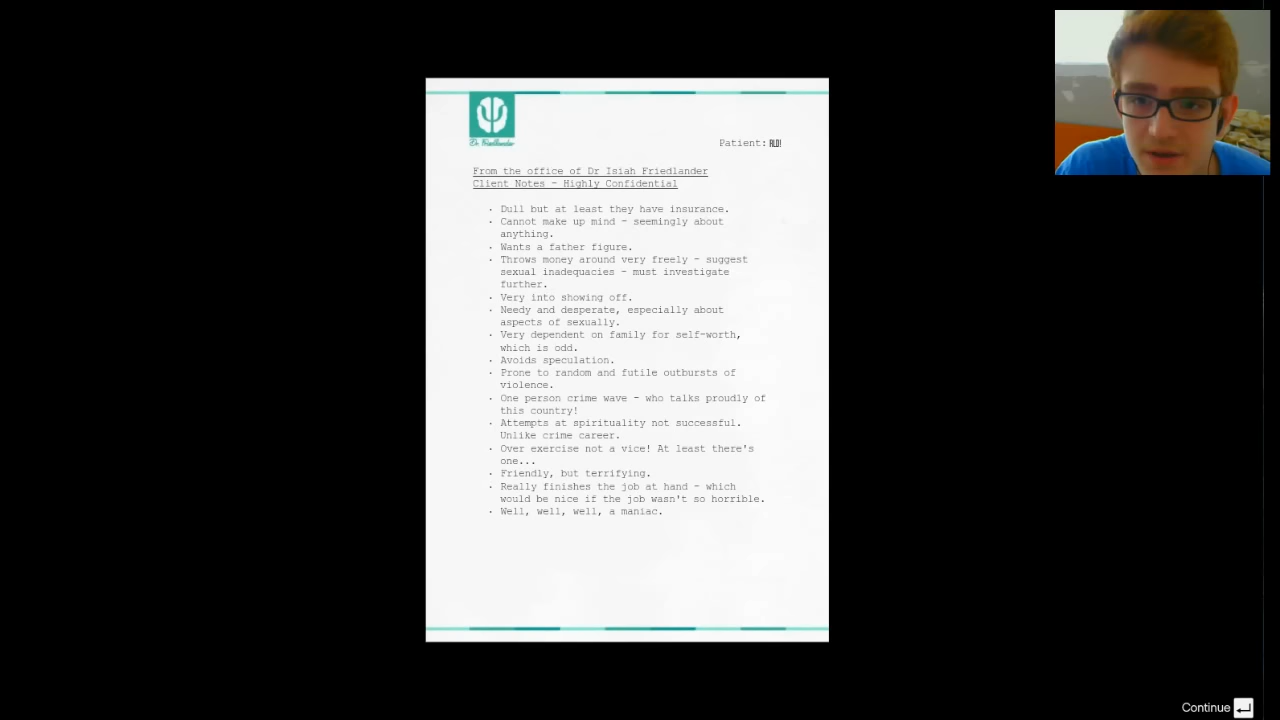 Dr Friedlander
Patient: RLD!
From the office of Dr Isiah Friedlander
Client Notes - Highly Confidential
· Dull but at least they have insurance.
· Cannot make up mind - seemingly about
anything.
· Wants a father figure.
· Throws money around very freely - suggest
sexual inadequacies - must investigate
further.
· Very into showing off.
· Needy and desperate, especially about
aspects of sexually.
· Very dependent on family for self-worth,
which is odd.
· Avoids speculation.
· Prone to random and futile outbursts of
violence.
· One person crime wave - who talks proudly of
this country!
· Attempts at spirituality not successful.
Unlike crime career.
· Over exercise not a vice! At least there's
one...
· Friendly, but terrifying.
· Really finishes the job at hand - which
would be nice if the job wasn't so horrible.
· Well, well, well, a maniac.
Continue